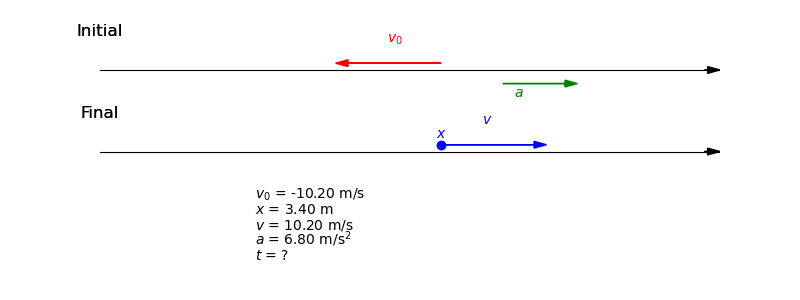 Initial
v₀
a
Final
v
x
v₀ = -10.20 m/s
x = 3.40 m
v = 10.20 m/s
a = 6.80 m/s²
t = ?